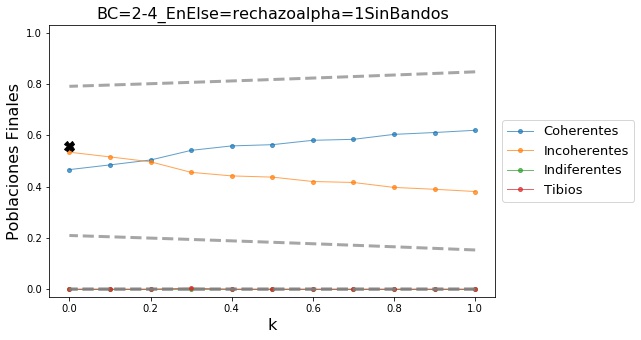 BC=2-4_EnElse=rechazoalpha=1SinBandos
Poblaciones Finales
1.0
0.8
0.6
0.4
0.2
0.0
0.0
0.2
0.4
0.6
0.8
1.0
k
Coherentes
Incoherentes
Indiferentes
Tibios